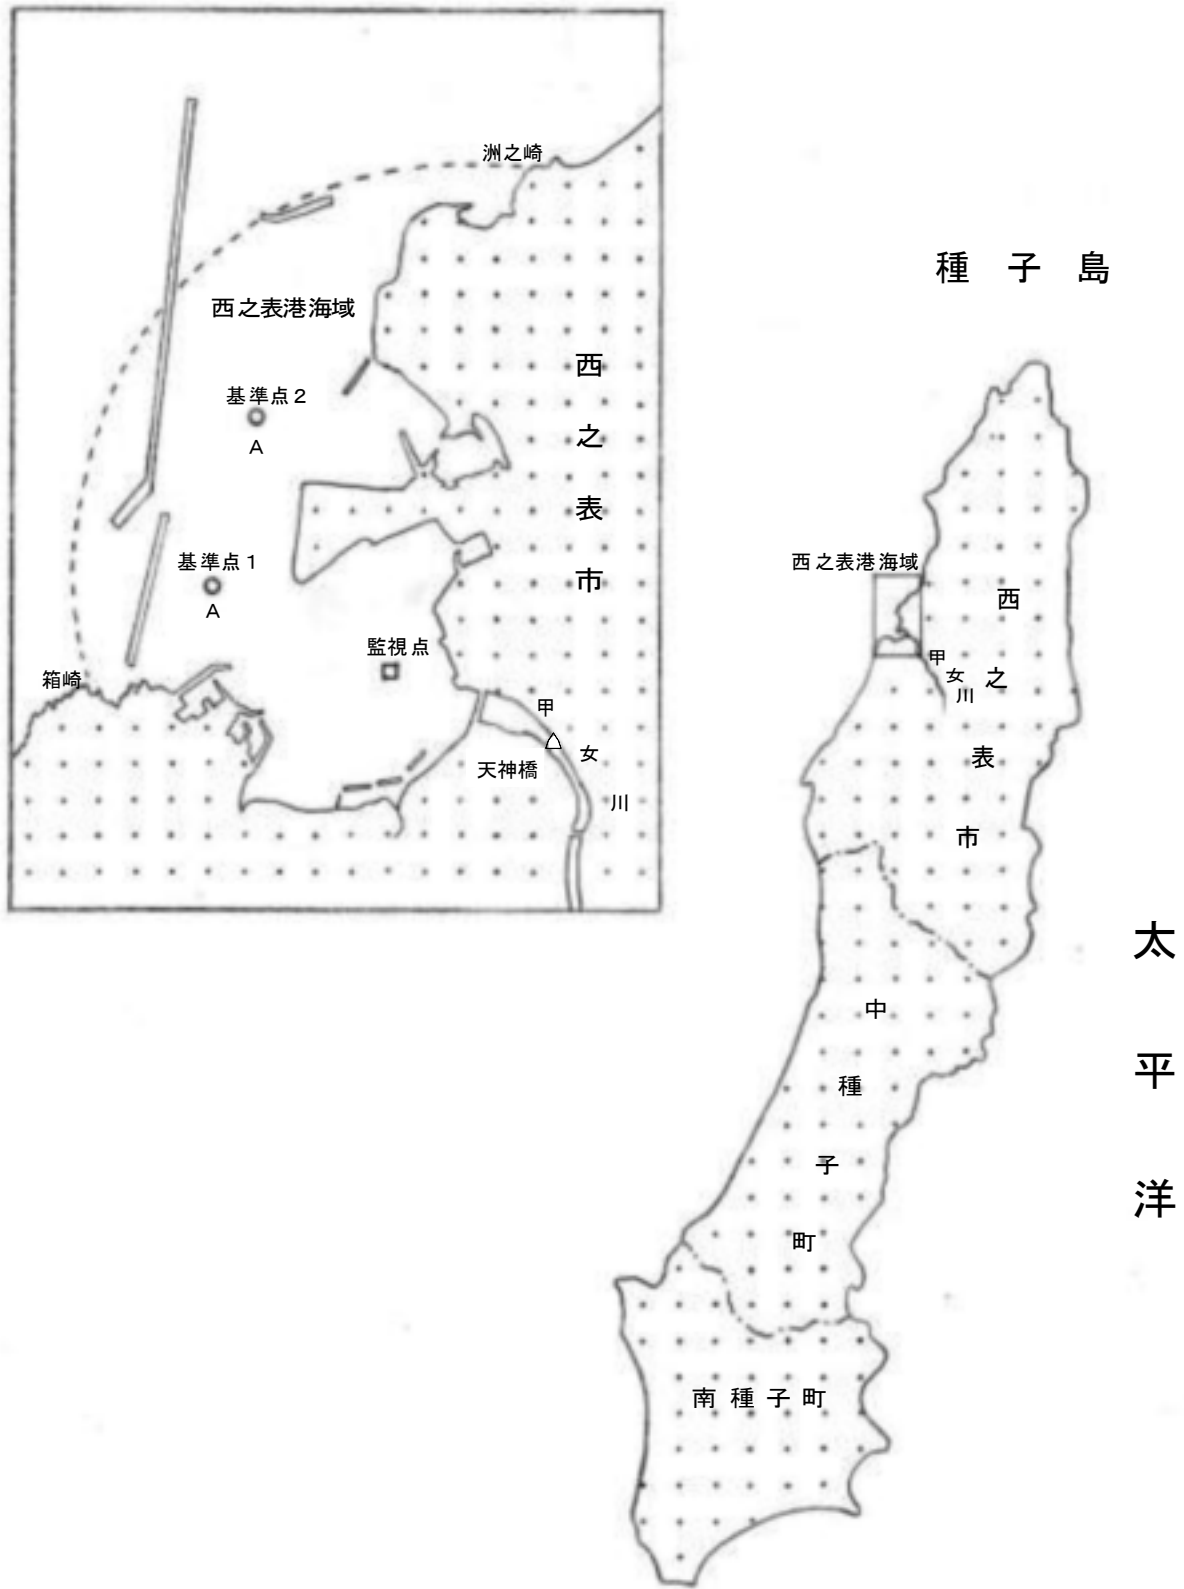 洲之崎
西之表港海域
基準点２
A
西之表市
基準点１
A
監視点
箱崎
甲女川
天神橋
種子島
西之表港海域
甲女川
西之表市
中種子町
南種子町
太平洋